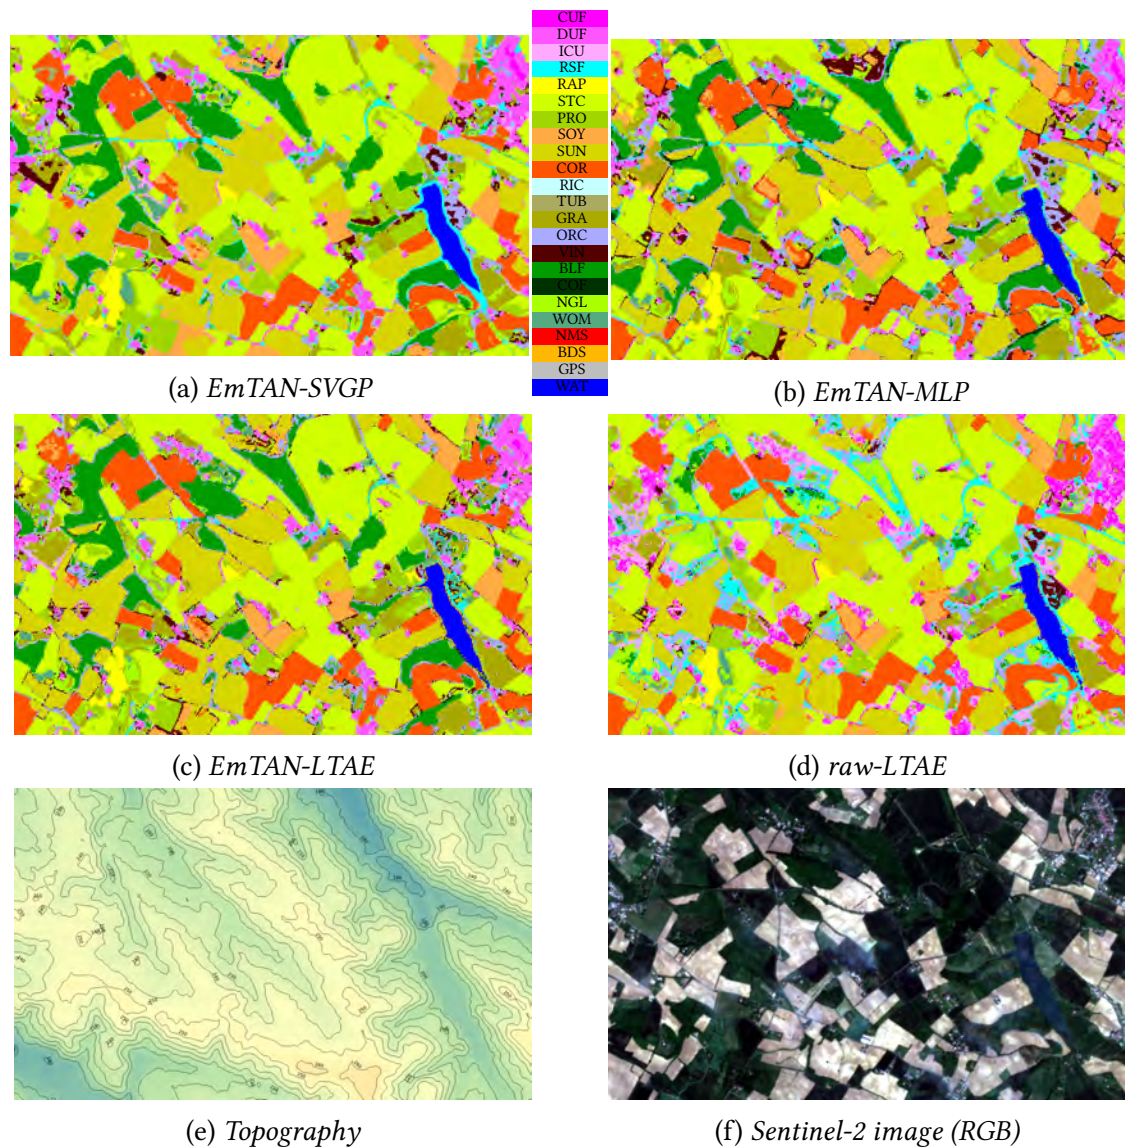 CUF
DUF
ICU
RSF
RAP
STC
PRO
SOY
SUN
COR
RIC
TUB
GRA
ORC
VIN
BLF
COF
NGL
WOM
NMS
BDS
GPS
WAT
(a) EmTAN-SVGP
(b) EmTAN-MLP
(c) EmTAN-LTAE
(d) raw-LTAE
(e) Topography
(f) Sentinel-2 image (RGB)